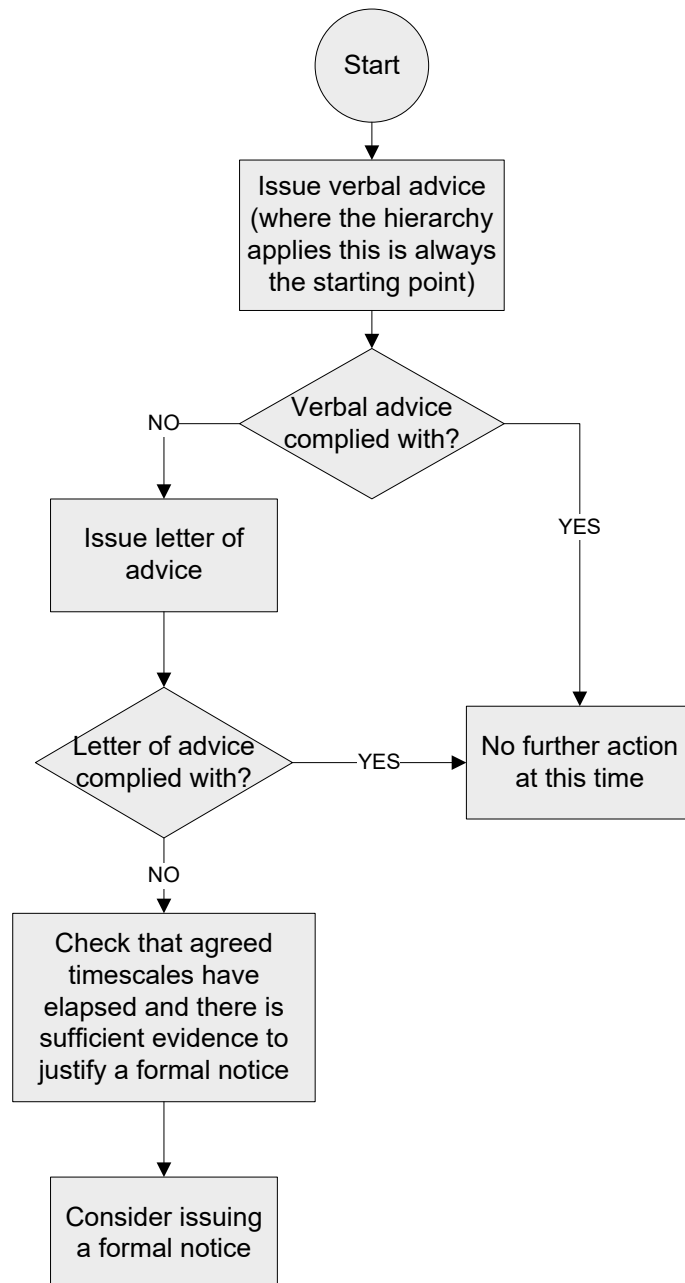 Start
Issue verbal advice
(where the hierarchy
applies this is always
the starting point)
Verbal advice
complied with?
NO
YES
Issue letter of
advice
Letter of advice
complied with?
YES
No further action
at this time
NO
Check that agreed
timescales have
elapsed and there is
sufficient evidence to
justify a formal notice
Consider issuing
a formal notice